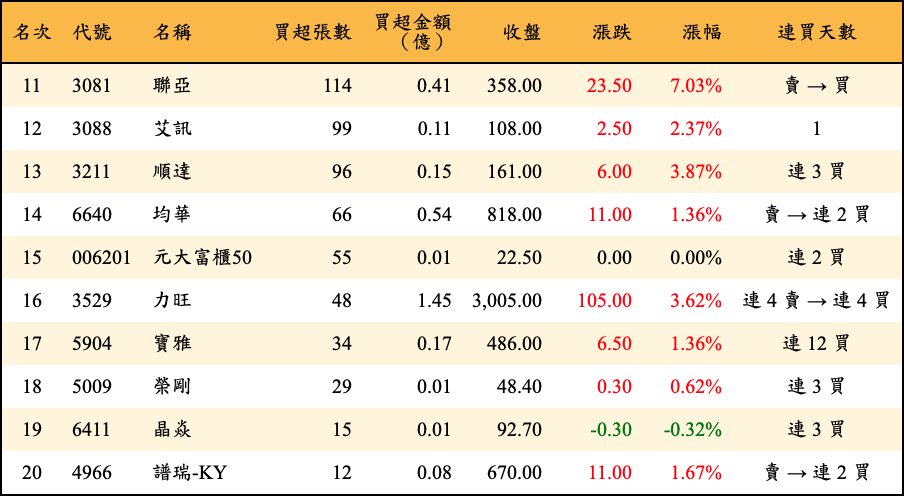 名次 代號 名稱 買超張數 買超金額（億） 收盤 漲跌 漲幅 連買天數
11 3081 聯亞 114 0.41 358.00 23.50 7.03% 賣 → 買
12 3088 艾訊 99 0.11 108.00 2.50 2.37% 1
13 3211 順達 96 0.15 161.00 6.00 3.87% 連 3 買
14 6640 均華 66 0.54 818.00 11.00 1.36% 賣 → 連 2 買
15 006201 元大富櫃50 55 0.01 22.50 0.00 0.00% 連 2 買
16 3529 力旺 48 1.45 3,005.00 105.00 3.62% 連 4 賣 → 連 4 買
17 5904 寶雅 34 0.17 486.00 6.50 1.36% 連 12 買
18 5009 榮剛 29 0.01 48.40 0.30 0.62% 連 3 買
19 6411 晶焱 15 0.01 92.70 -0.30 -0.32% 連 3 買
20 4966 譜瑞-KY 12 0.08 670.00 11.00 1.67% 賣 → 連 2 買